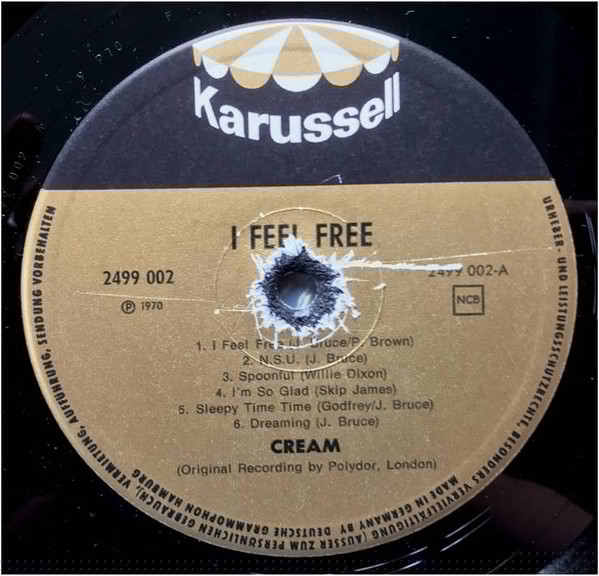 Karussell
I FEEL FREE
2499 002
2499 002-A
℗ 1970
NCB
1. I Feel Free (J. Bruce/P. Brown)
2. N.S.U. (J. Bruce)
3. Spoonful (Willie Dixon)
4. I'm So Glad (Skip James)
5. Sleepy Time Time (Godfrey/J. Bruce)
6. Dreaming (J. Bruce)
CREAM
(Original Recording by Polydor, London)
URHEBER- UND LEISTUNGSSCHUTZRECHTE, BESONDERS VERVIELFÄLTIGUNG (AUSSER ZUM PERSÖNLICHEN GEBRAUCH), VERMIETUNG, AUFFÜHRUNG, SENDUNG VORBEHALTEN
MADE IN GERMANY BY DEUTSCHE GRAMMOPHON HAMBURG